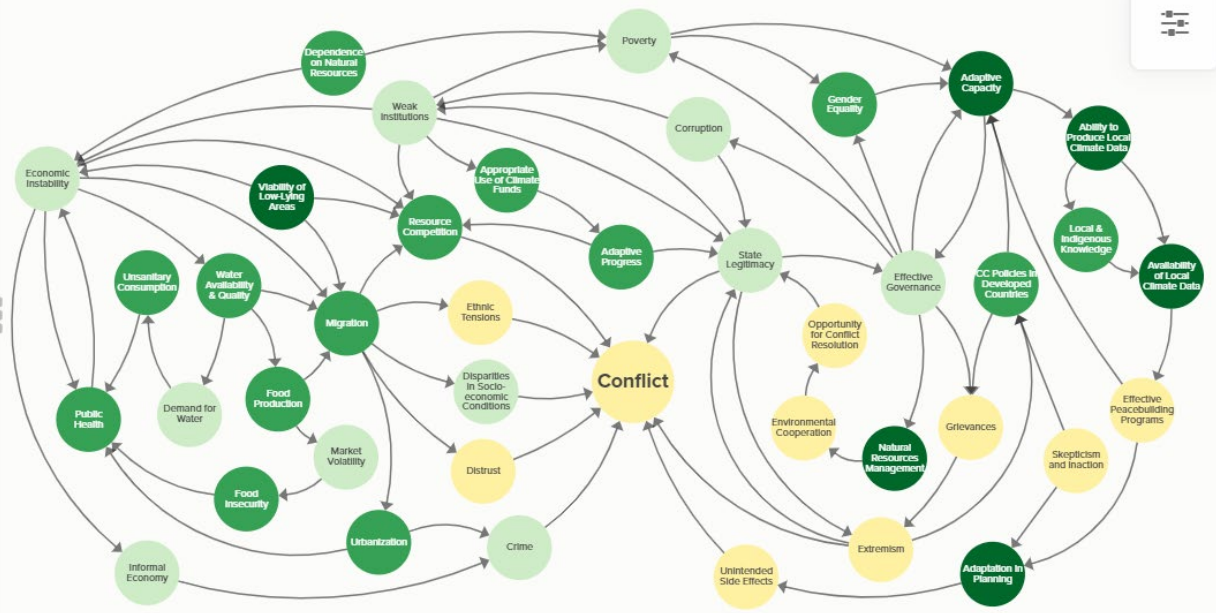 Poverty
Dependence
on Natural
Resources
Adaptive
Capacity
Gender
Equality
Weak
Institutions
Corruption
Ability to
Produce Local
Climate Data
Economic
Instability
Viability of
Low-Lying
Areas
Appropriate
Use of Climate
Funds
Resource
Competition
Adaptive
Progress
State
Legitimacy
Local &
Indigenous
Knowledge
Effective
Governance
CC Policies in
Developed
Countries
Availability
of Local
Climate Data
Unsanitary
Consumption
Water
Availability
& Quality
Migration
Ethnic
Tensions
Opportunity
for Conflict
Resolution
Conflict
Disparities
in Socio-
economic
Conditions
Public
Health
Demand for
Water
Food
Production
Environmental
Cooperation
Grievances
Effective
Peacebuilding
Programs
Market
Volatility
Distrust
Natural
Resources
Management
Skepticism
and Inaction
Food
Insecurity
Urbanization
Crime
Extremism
Informal
Economy
Unintended
Side Effects
Adaptation in
Planning